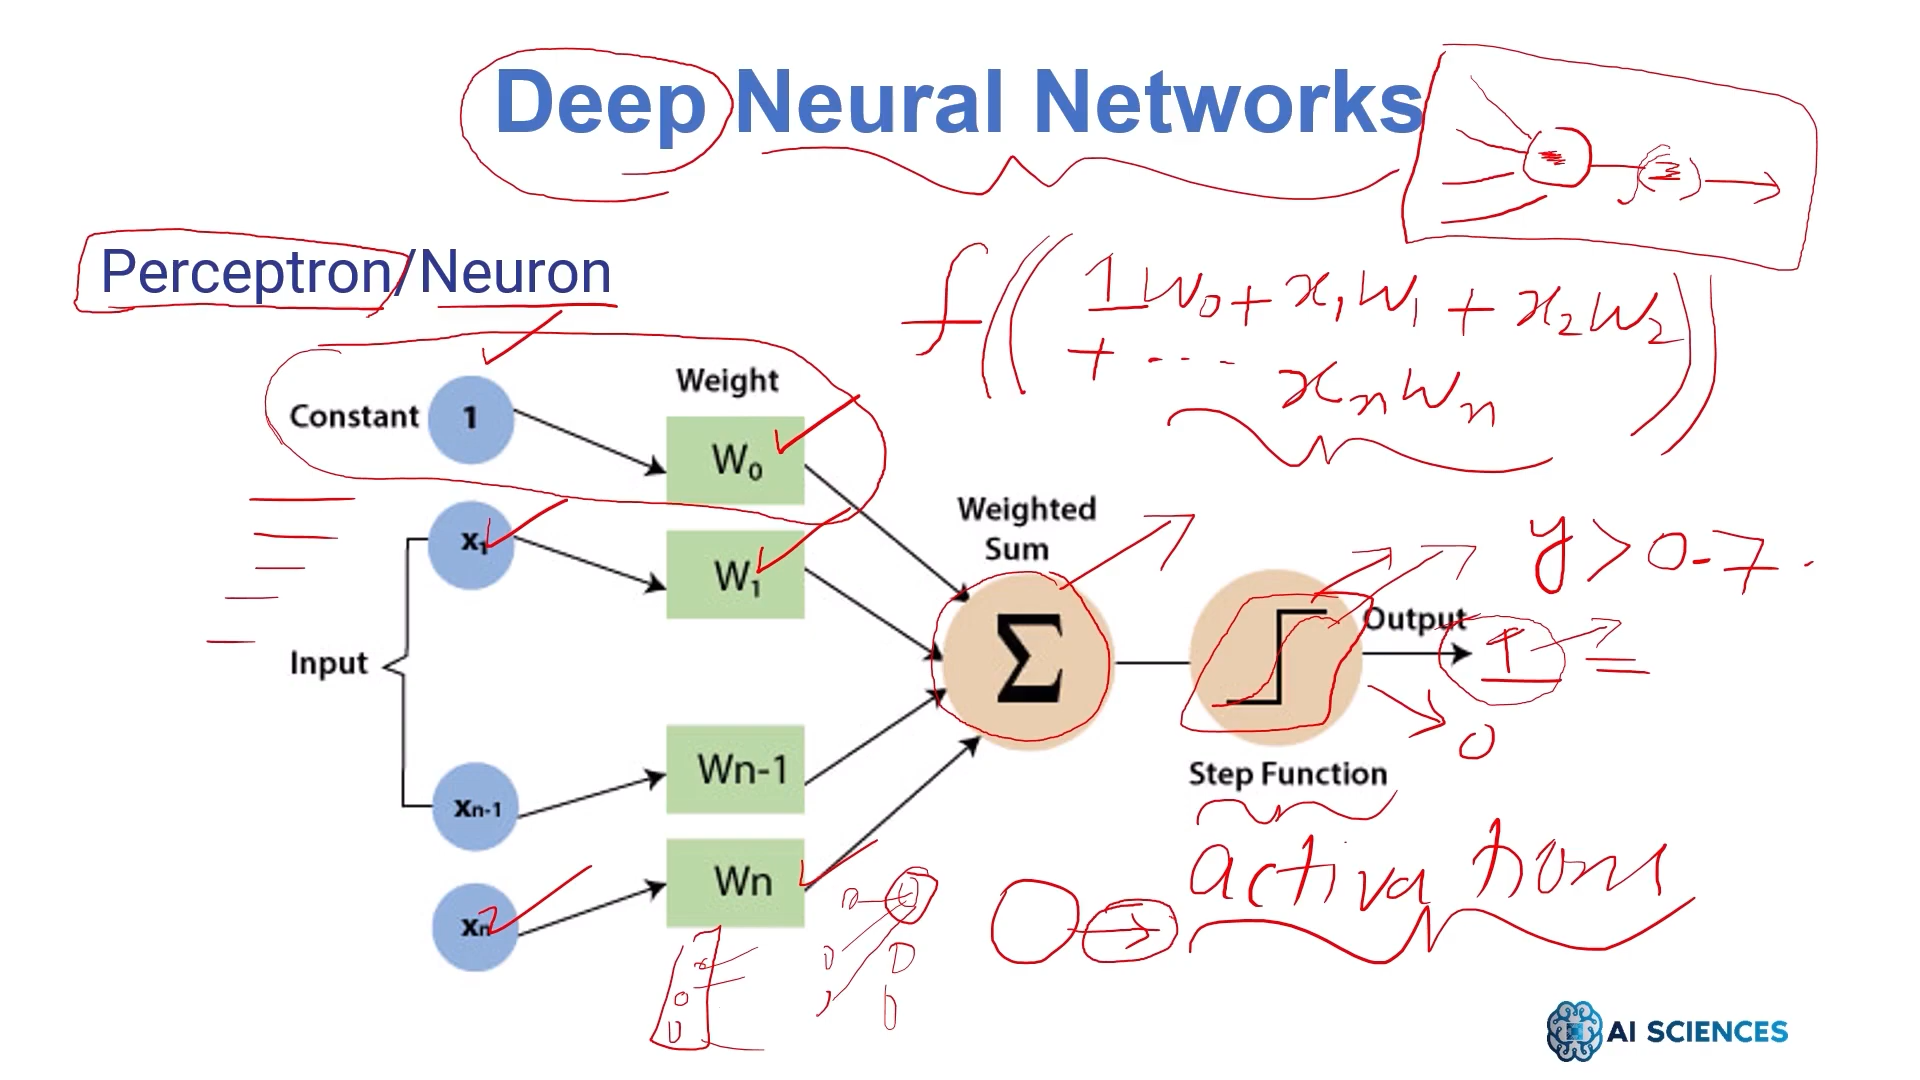 Deep Neural Networks
Perceptron/Neuron
f((1w₀ + x₁w₁ + x₂w₂
+ ... xₙwₙ))
Weight
Constant
1
W₀
x₁
W₁
Weighted
Sum
Σ
y > 0.7
Output
1
0
Input
Step Function
activations
xn-1
Wn-1
xn
Wn
AI SCIENCES